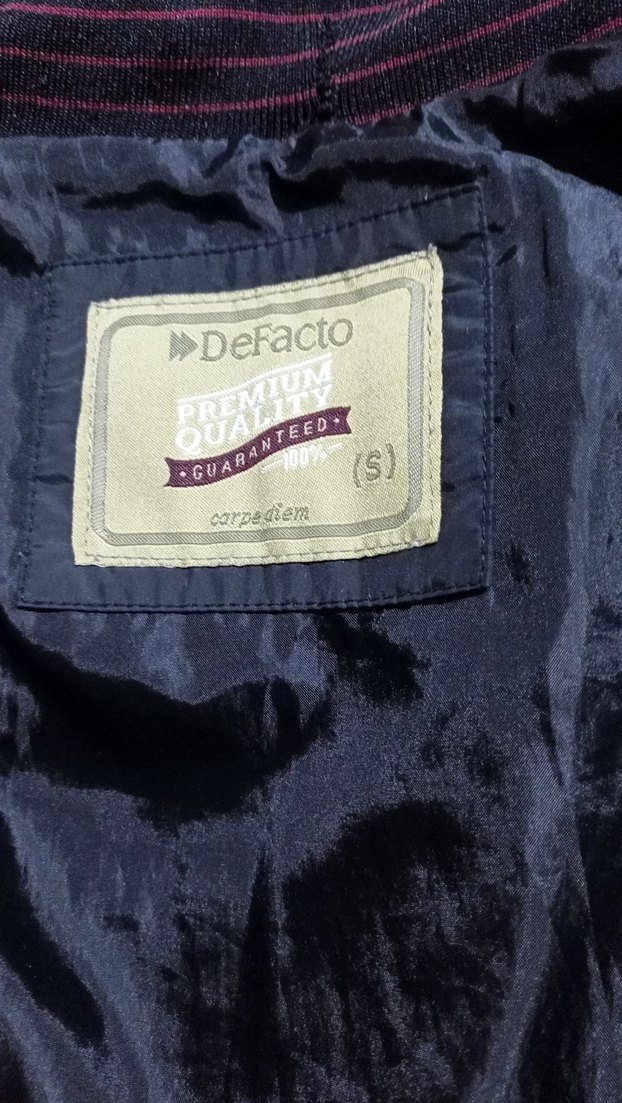 DeFacto
PREMIUM
QUALITY
• GUARANTEED •
100%
(S)
carpediem